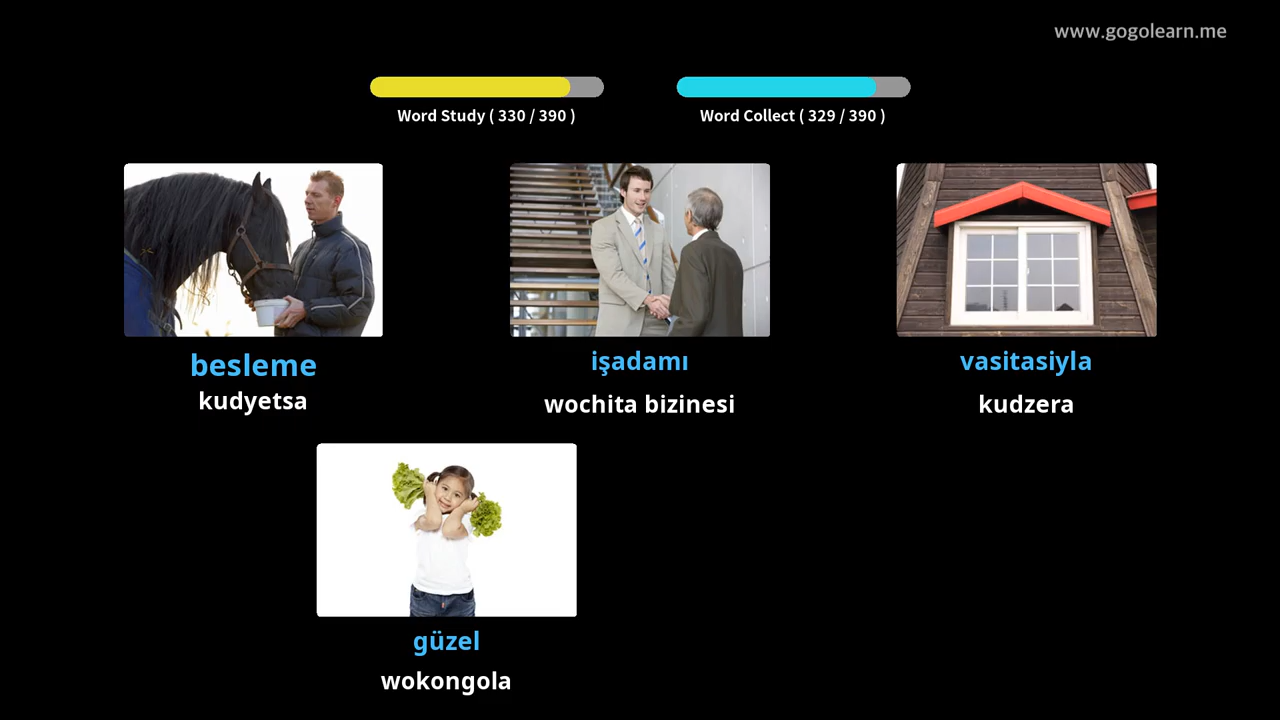 www.gogolearn.me
Word Study ( 330 / 390 )
Word Collect ( 329 / 390 )
besleme
kudyetsa
işadamı
wochita bizinesi
vasitasiyla
kudzera
güzel
wokongola